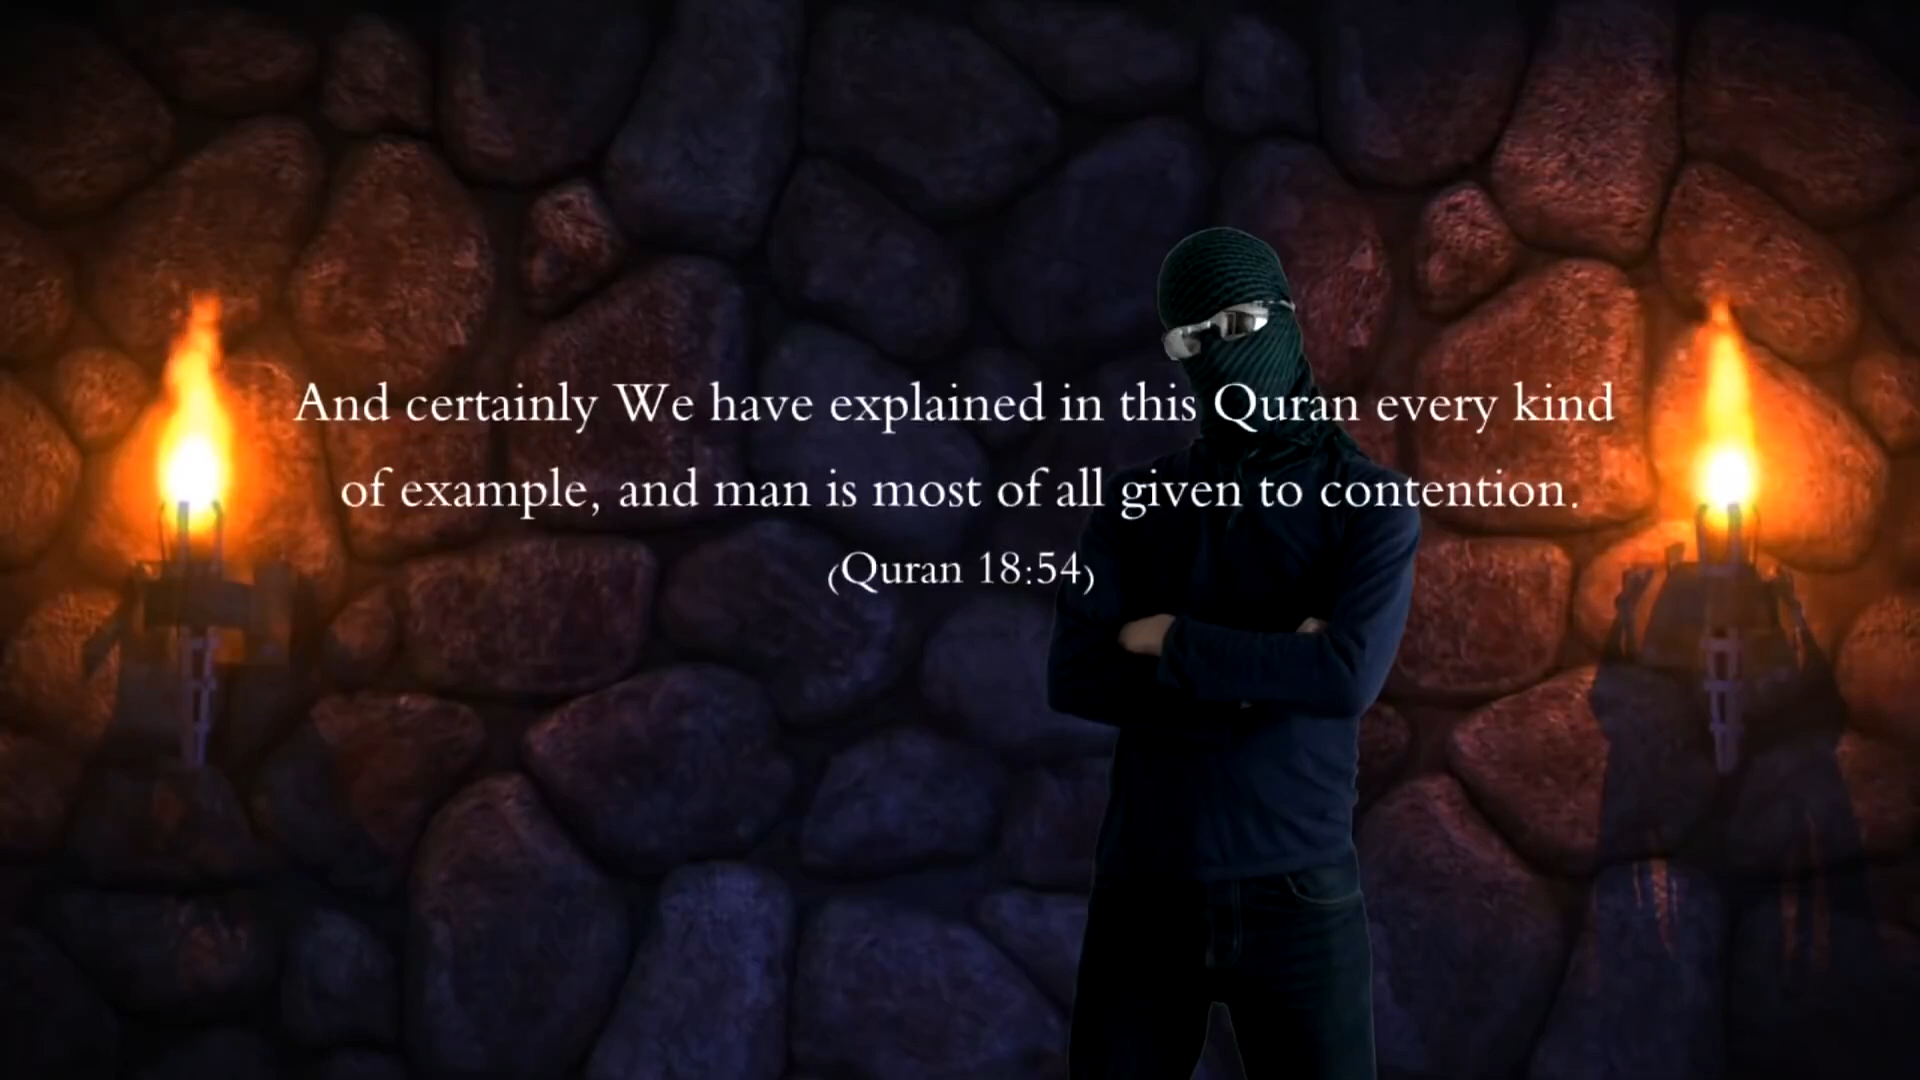 And certainly We have explained in this Quran every kind
of example, and man is most of all given to contention.
(Quran 18:54)